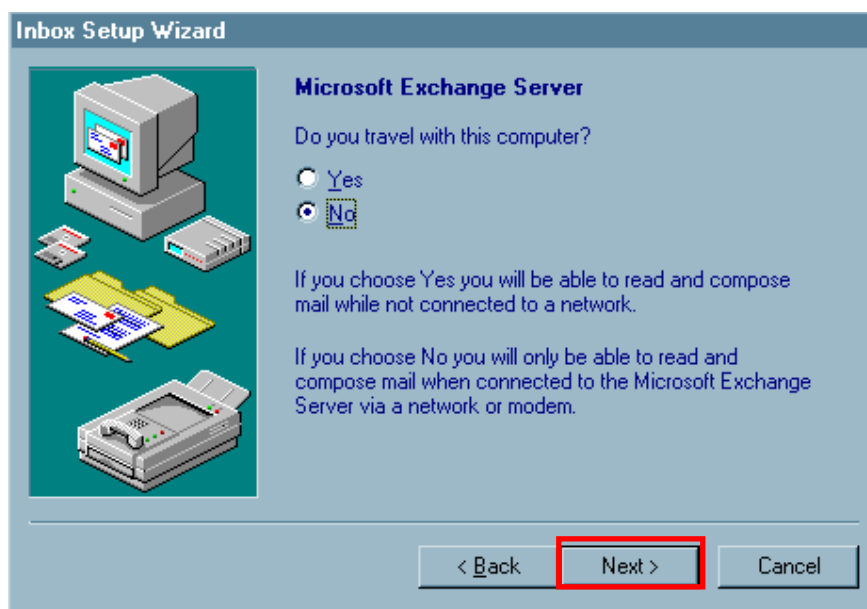 Inbox Setup Wizard
Microsoft Exchange Server
Do you travel with this computer?
Yes
No
If you choose Yes you will be able to read and compose
mail while not connected to a network.
If you choose No you will only be able to read and
compose mail when connected to the Microsoft Exchange
Server via a network or modem.
< Back
Next >
Cancel